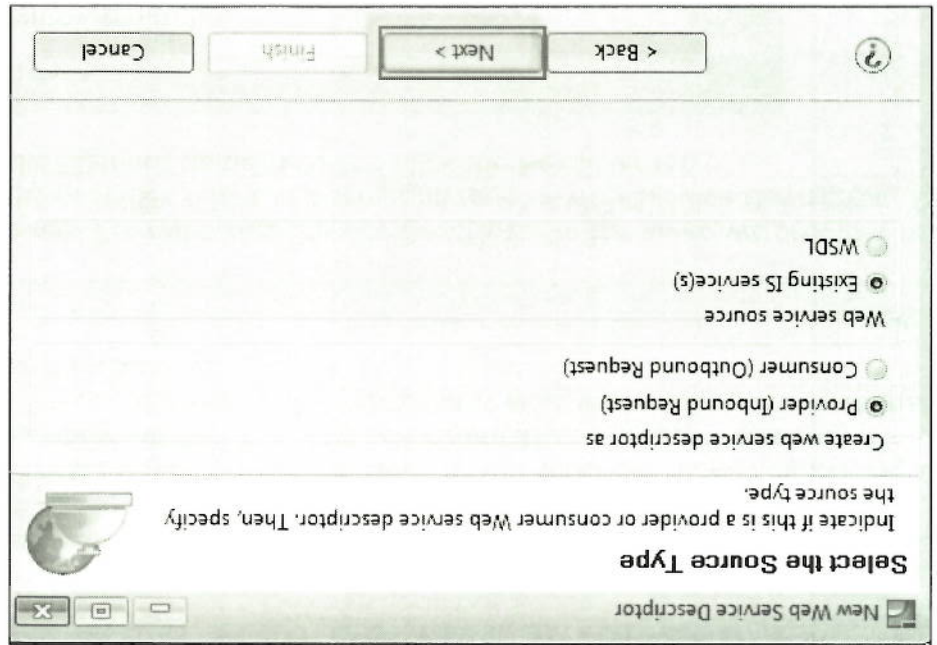 New Web Service Descriptor
Select the Source Type
Indicate if this is a provider or consumer Web service descriptor. Then, specify
the source type.
Create web service descriptor as
Provider (Inbound Request)
Consumer (Outbound Request)
Web service source
Existing IS service(s)
WSDL
?
< Back
Next >
Finish
Cancel